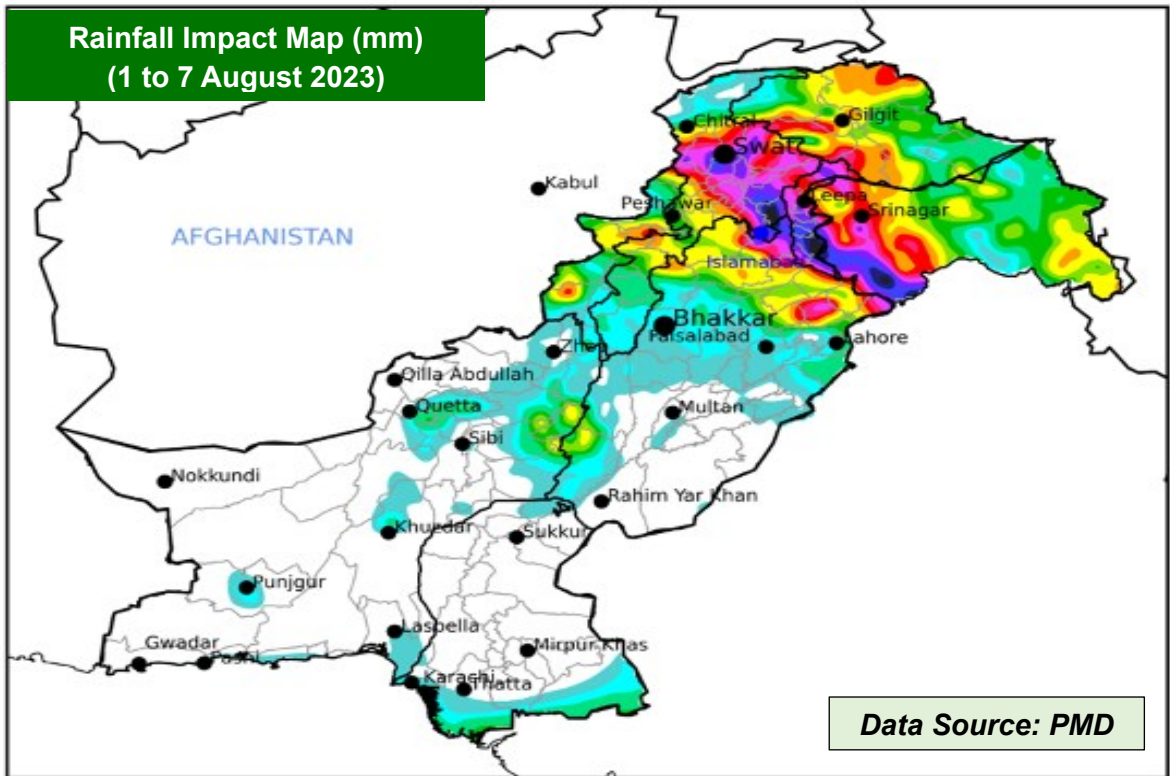 Rainfall Impact Map (mm)
(1 to 7 August 2023)
Chitral
Gilgit
Swat
Kabul
Peshawar
Leepa
Srinagar
AFGHANISTAN
Islamabad
Bhakkar
Faisalabad
Lahore
Zhob
Qilla Abdullah
Quetta
Multan
Sibi
Nokkundi
Rahim Yar Khan
Khuzdar
Sukkur
Punjgur
Lasbella
Mirpur Khas
Gwadar
Pasni
Karachi
Thatta
Data Source: PMD